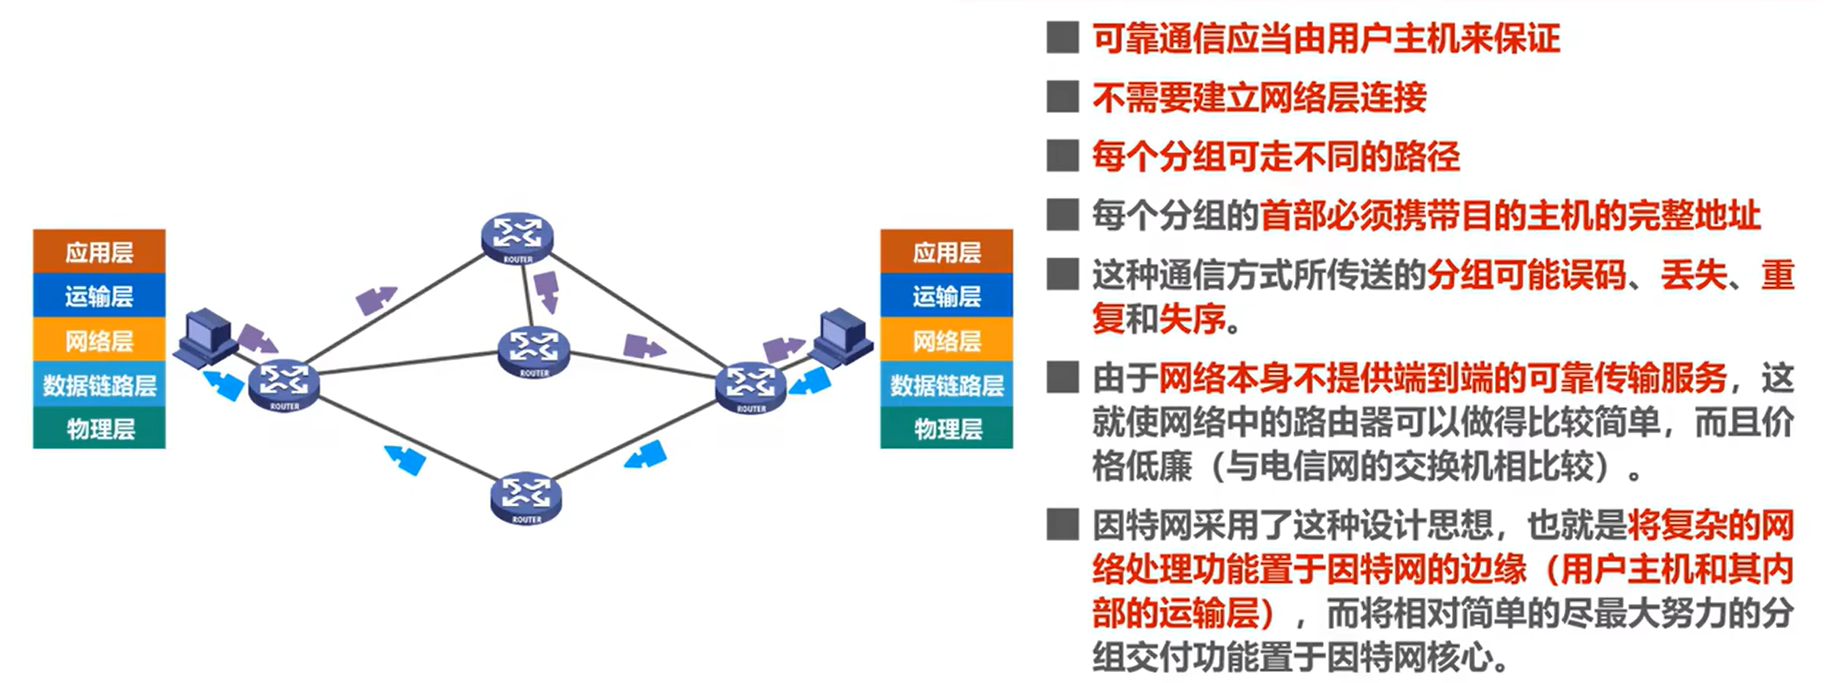 应用层
运输层
网络层
数据链路层
物理层
ROUTER
ROUTER
ROUTER
ROUTER
ROUTER
应用层
运输层
网络层
数据链路层
物理层
可靠通信应当由用户主机来保证
不需要建立网络层连接
每个分组可走不同的路径
每个分组的首部必须携带目的主机的完整地址
这种通信方式所传送的分组可能误码、丢失、重
复和失序。
由于网络本身不提供端到端的可靠传输服务，这
就使网络中的路由器可以做得比较简单，而且价
格低廉（与电信网的交换机相比较）。
因特网采用了这种设计思想，也就是将复杂的网
络处理功能置于因特网的边缘（用户主机和其内
部的运输层），而将相对简单的尽最大努力的分
组交付功能置于因特网核心。